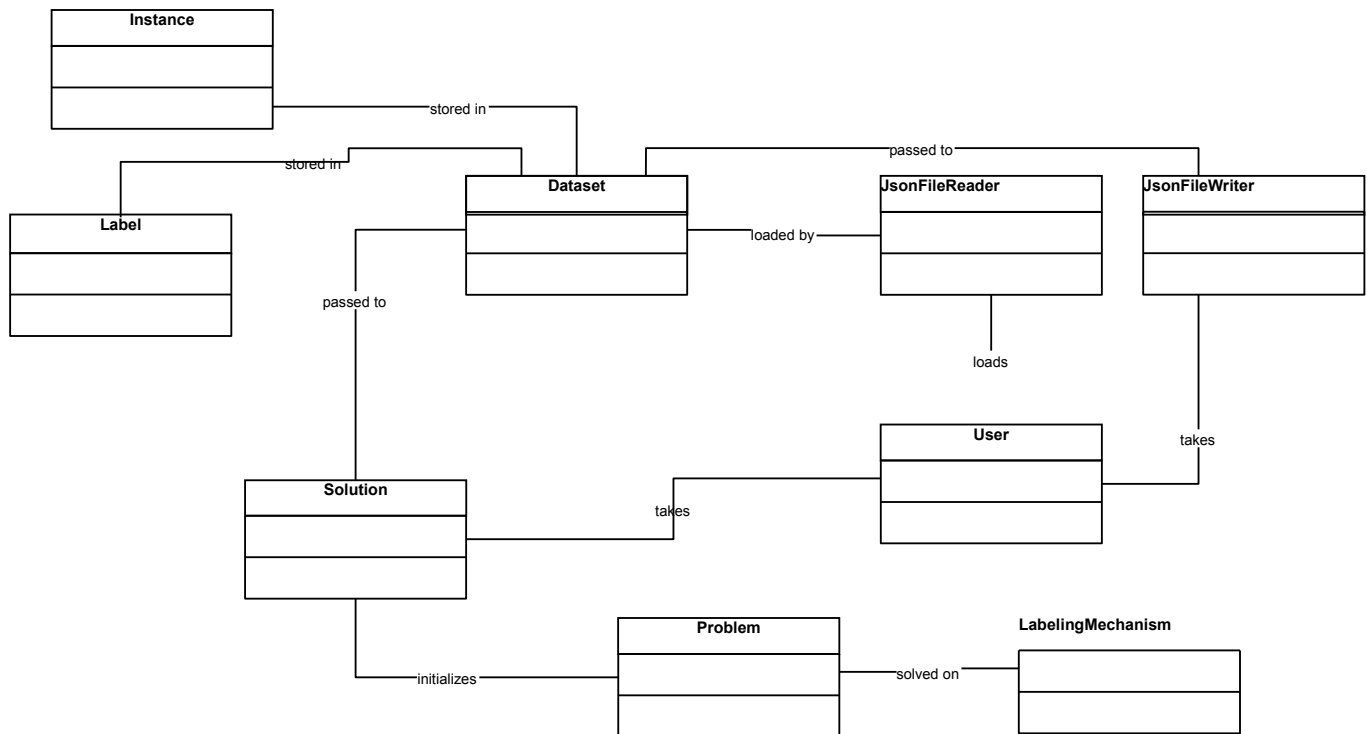 Instance
stored in
stored in
passed to
Dataset
JsonFileReader
JsonFileWriter
Label
loaded by
passed to
loads
User
takes
Solution
takes
Problem
LabelingMechanism
initializes
solved on